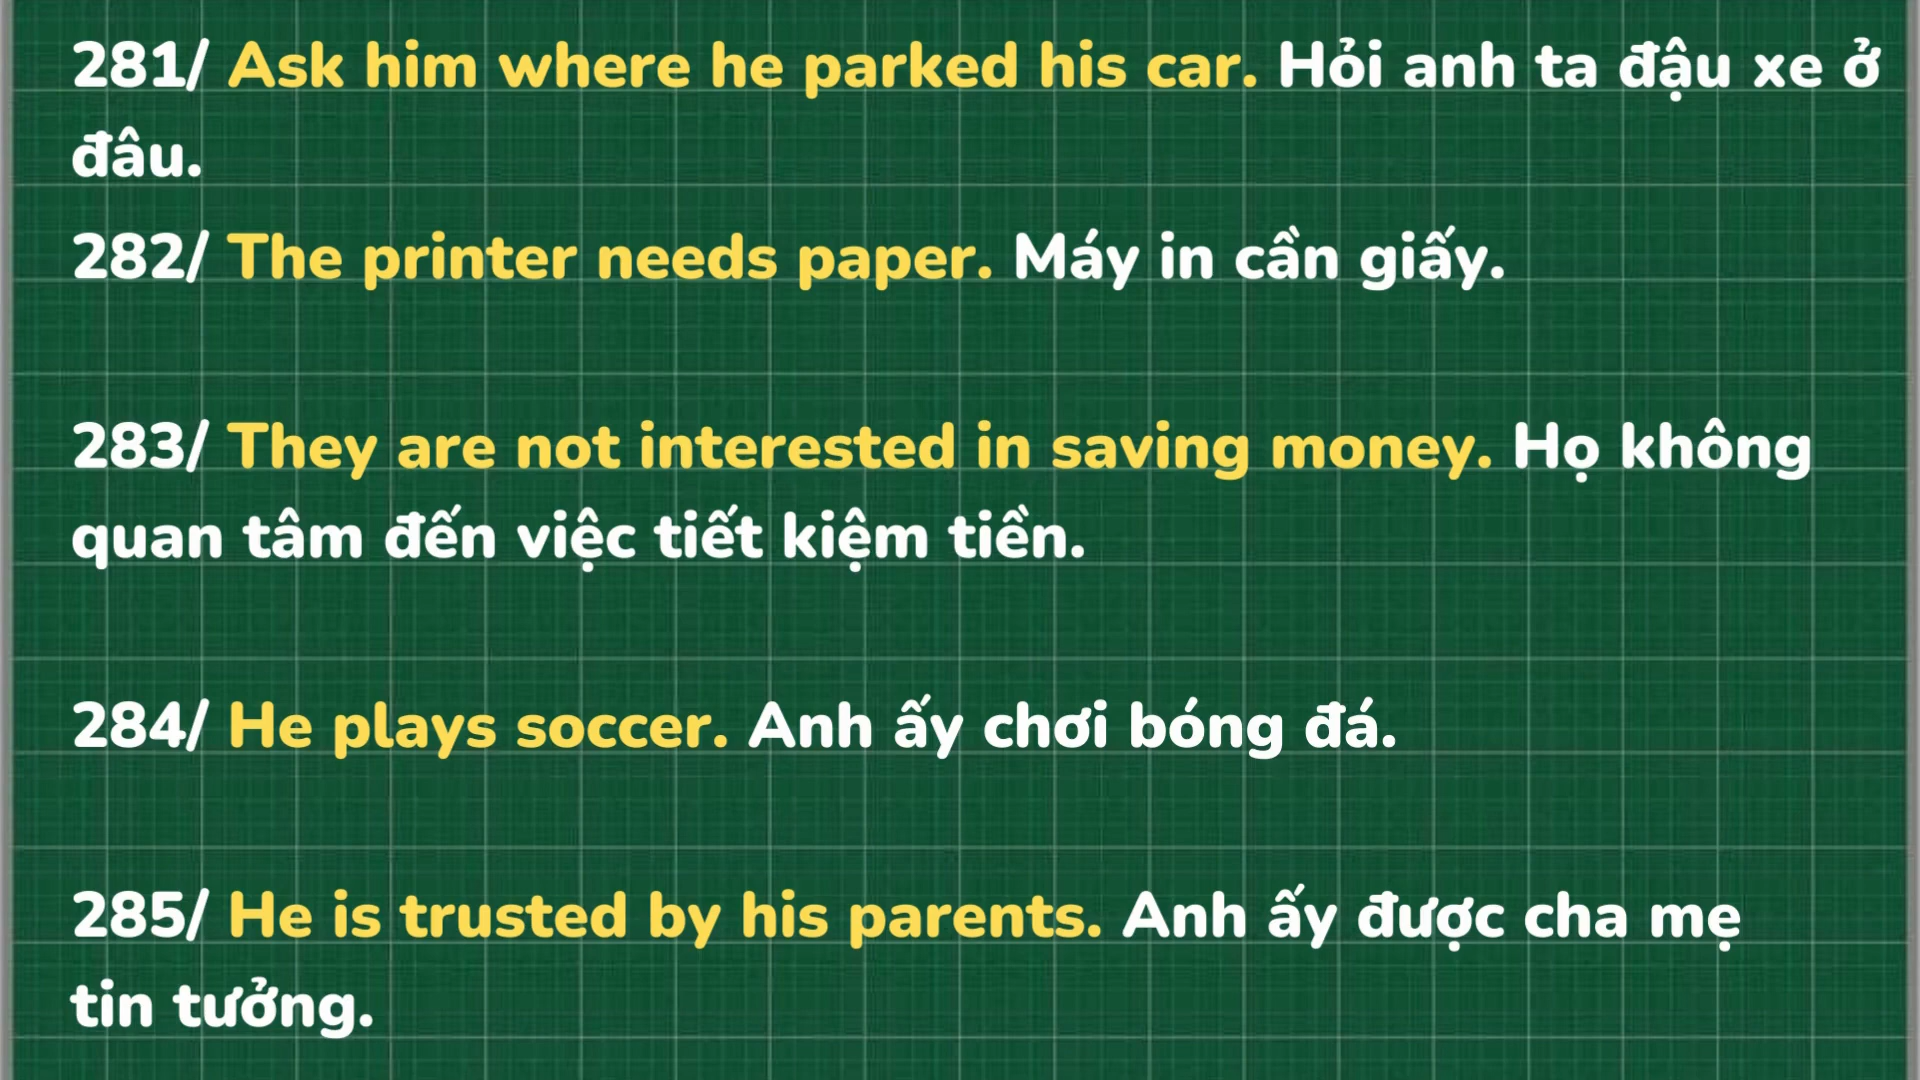 281/ Ask him where he parked his car. Hỏi anh ta đậu xe ở
đâu.
282/ The printer needs paper. Máy in cần giấy.
283/ They are not interested in saving money. Họ không
quan tâm đến việc tiết kiệm tiền.
284/ He plays soccer. Anh ấy chơi bóng đá.
285/ He is trusted by his parents. Anh ấy được cha mẹ
tin tưởng.